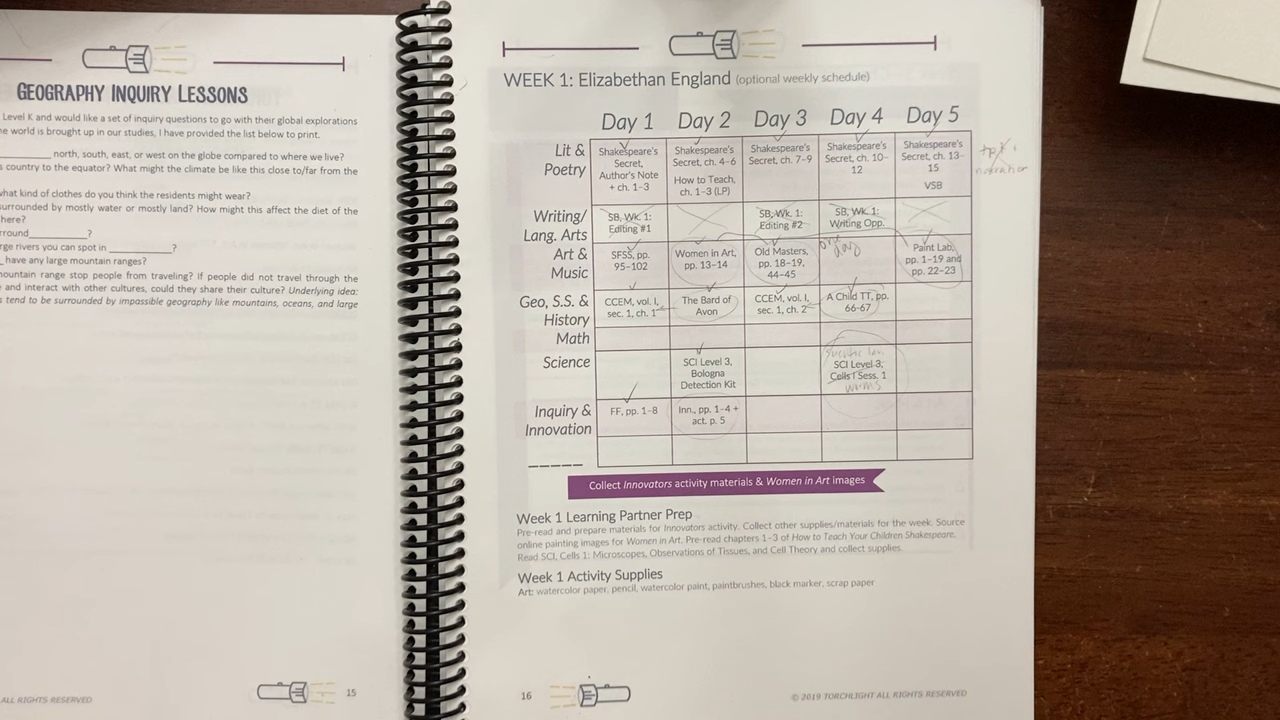 GEOGRAPHY INQUIRY LESSONS
Level K and would like a set of inquiry questions to go with their global explorations
world is brought up in our studies, I have provided the list below to print.
north, south, east, or west on the globe compared to where we live?
country to the equator? What might the climate be like this close to/far from the
what kind of clothes do you think the residents might wear?
surrounded by mostly water or mostly land? How might this affect the diet of the
here?
?
rivers you can spot in ____________?
have any large mountain ranges?
mountain range stop people from traveling? If people did not travel through the
and interact with other cultures, could they share their culture? Underlying idea:
tend to be surrounded by impassible geography like mountains, oceans, and large
ALL RIGHTS RESERVED
15
WEEK 1: Elizabethan England (optional weekly schedule)
Day 1 Day 2 Day 3 Day 4 Day 5
Lit &
Poetry
Shakespeare's
Secret,
Author's Note
+ ch. 1-3
Shakespeare's
Secret, ch. 4-6
How to Teach,
ch. 1-3 (LP)
Shakespeare's
Secret, ch. 7-9
Shakespeare's
Secret, ch. 10-
12
Shakespeare's
Secret, ch. 13-
15
VSB
Writing/
Lang. Arts
SB, Wk. 1:
Editing #1
SB, Wk. 1:
Editing #2
SB, Wk. 1:
Writing Opp.
Art &
Music
SFSS, pp.
95-102
Women in Art,
pp. 13-14
Old Masters,
pp. 18-19,
44-45
Paint Lab,
pp. 1-19 and
pp. 22-23
Geo, S.S. &
History
CCEM, vol. I,
sec. 1, ch. 1
The Bard of
Avon
CCEM, vol. I,
sec. 1, ch. 2
A Child TT, pp.
66-67
Math
Science
SCI Level 3,
Bologna
Detection Kit
SCI Level 3,
Cells 1 Sess. 1
worms
Inquiry &
Innovation
FF, pp. 1-8
Inn., pp. 1-4 +
act. p. 5
Collect Innovators activity materials & Women in Art images
Week 1 Learning Partner Prep
Pre-read and prepare materials for Innovators activity. Collect other supplies/materials for the week. Source
online painting images for Women in Art. Pre-read chapters 1-3 of How to Teach Your Children Shakespeare.
Read SCI, Cells 1: Microscopes, Observations of Tissues, and Cell Theory and collect supplies.
Week 1 Activity Supplies
Art: watercolor paper, pencil, watercolor paint, paintbrushes, black marker, scrap paper
16
© 2019 TORCHLIGHT ALL RIGHTS RESERVED